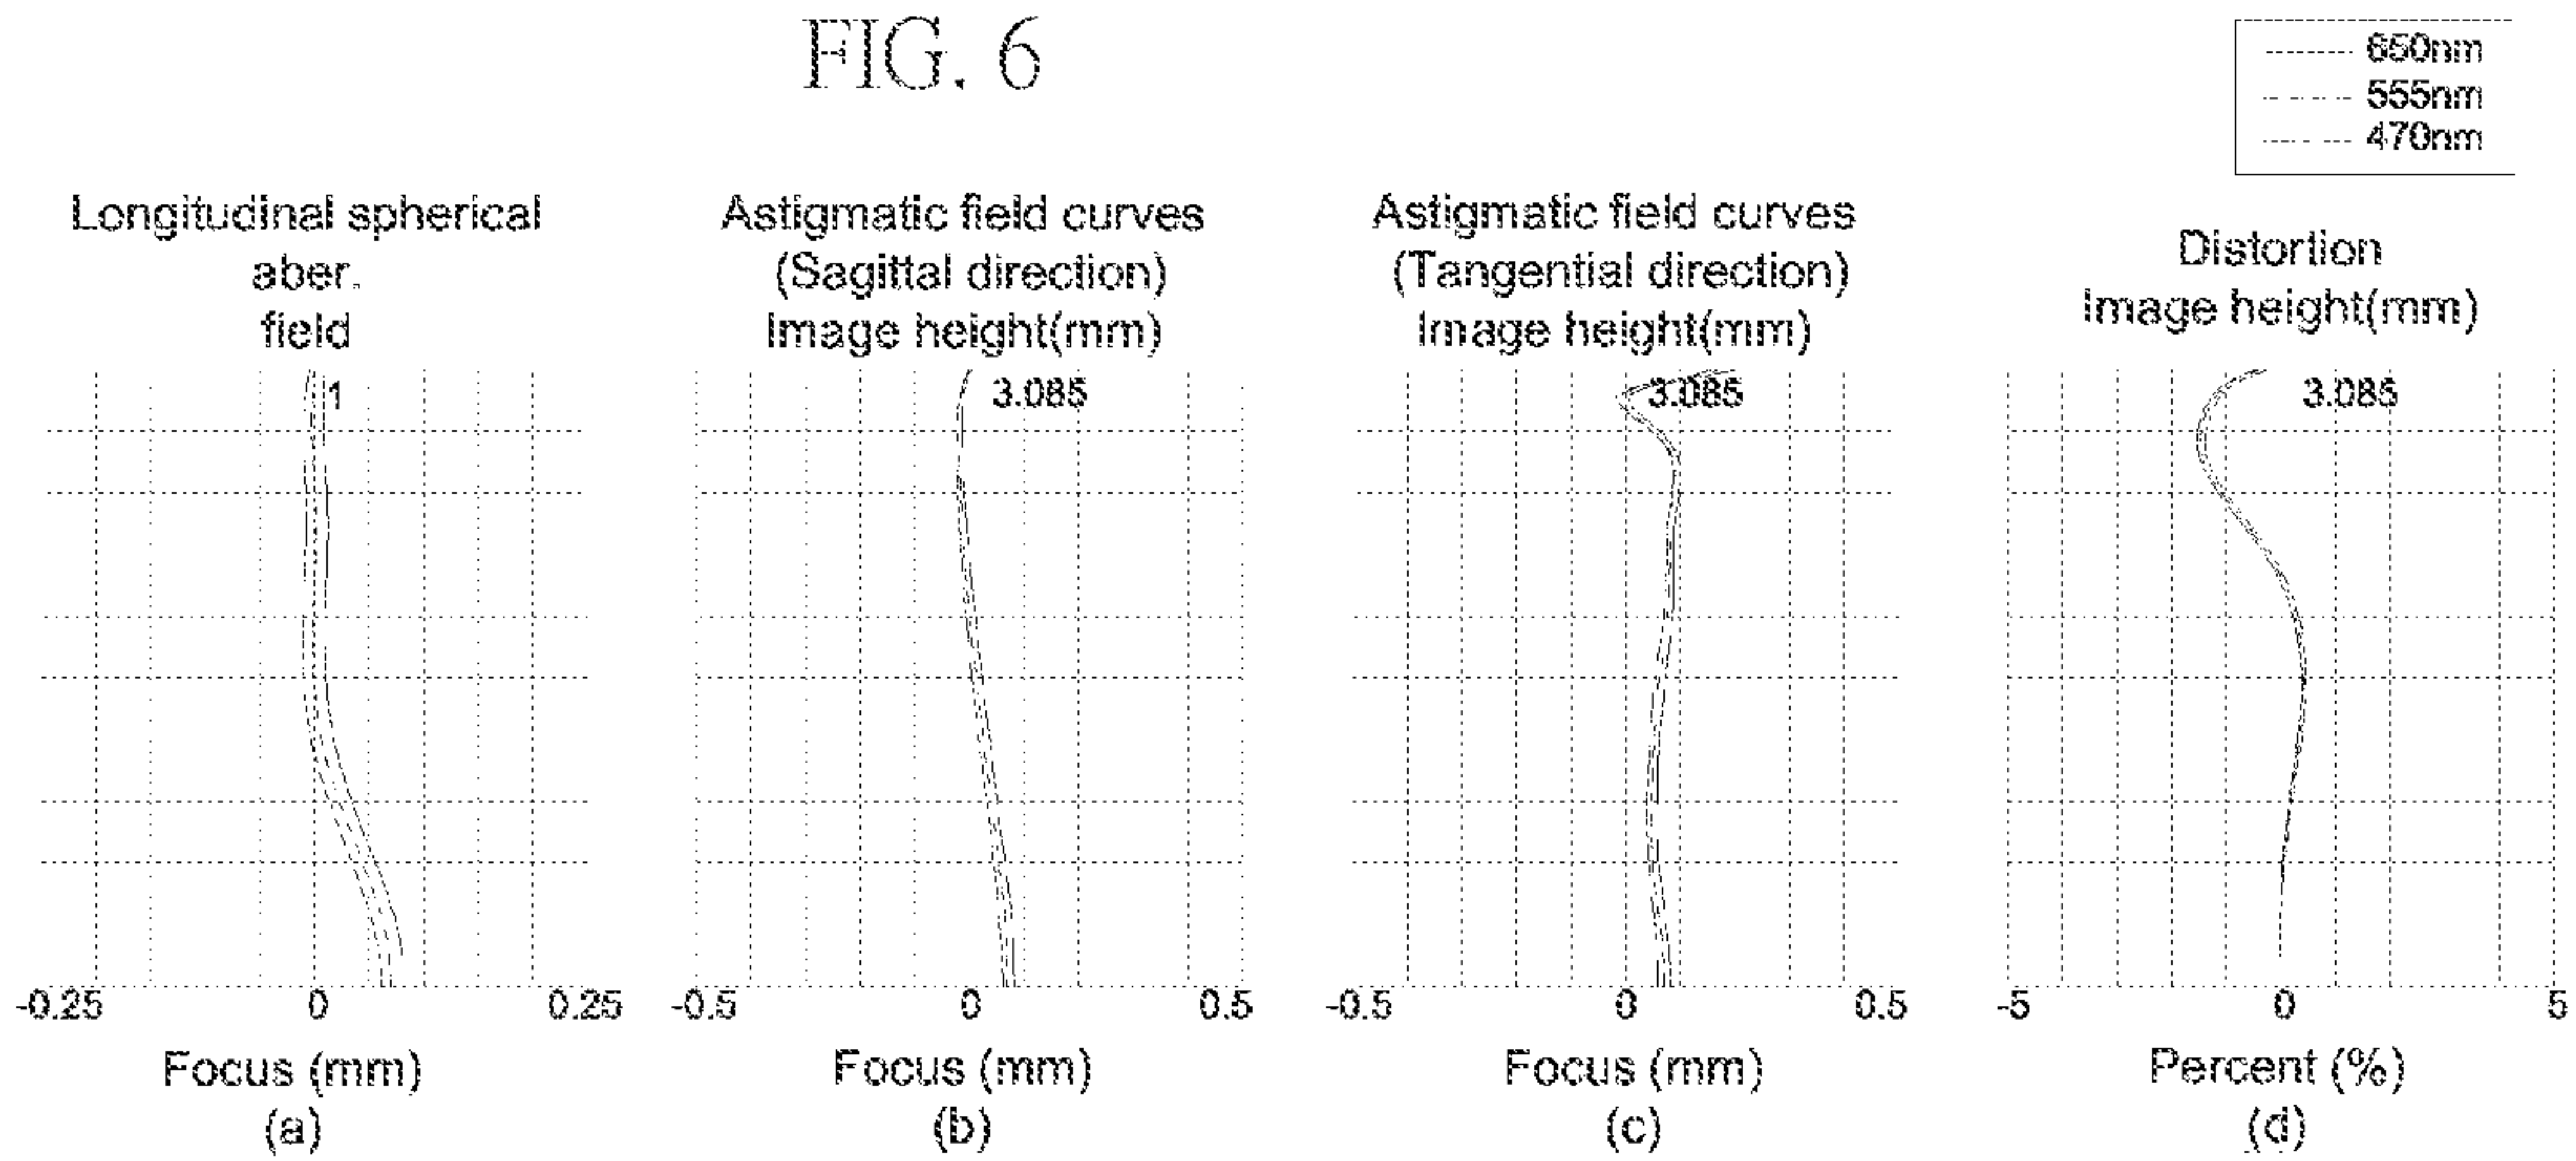 FIG. 6
650nm
555nm
470nm
Longitudinal spherical
aber.
field
1
-0.25 0 0.25
Focus (mm)
(a)
Astigmatic field curves
(Sagittal direction)
Image height(mm)
3.085
-0.5 0 0.5
Focus (mm)
(b)
Astigmatic field curves
(Tangential direction)
Image height(mm)
3.085
-0.5 0 0.5
Focus (mm)
(c)
Distortion
Image height(mm)
3.085
-5 0 5
Percent (%)
(d)